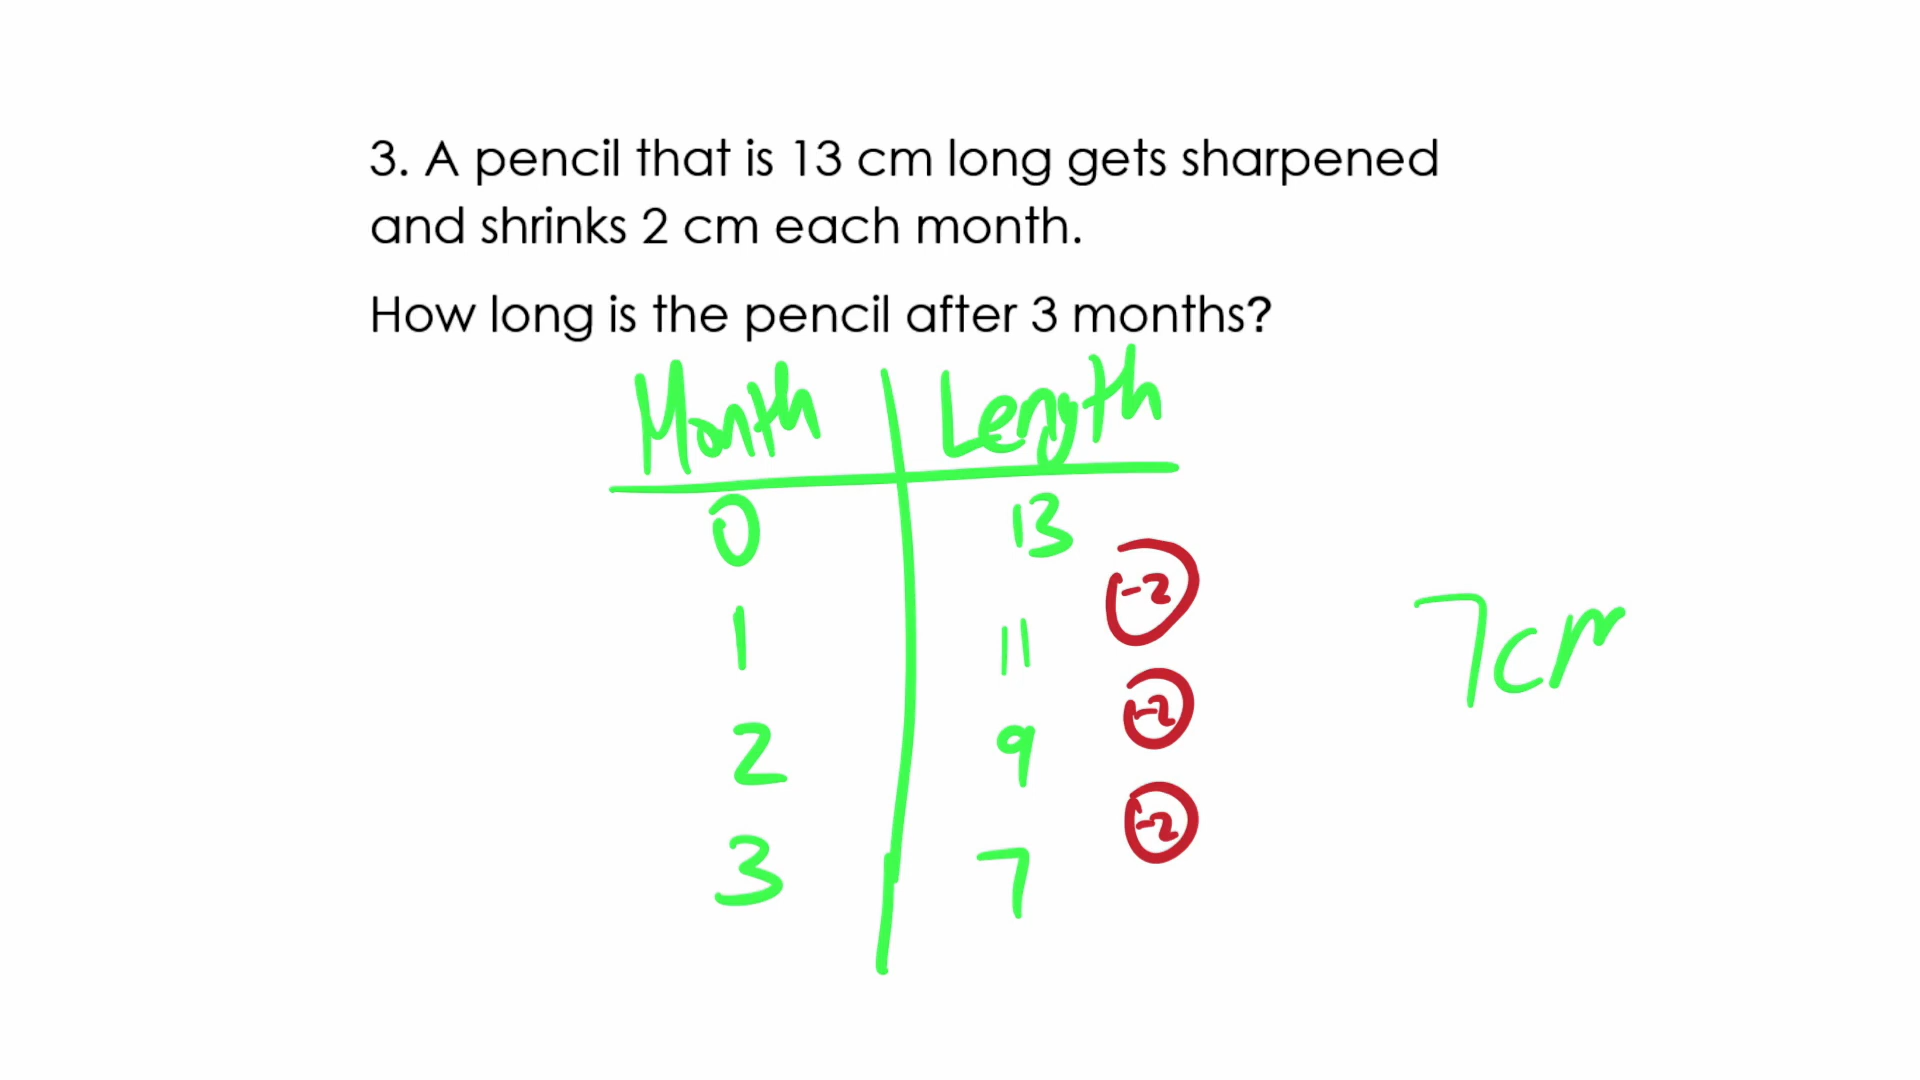 3. A pencil that is 13 cm long gets sharpened
and shrinks 2 cm each month.
How long is the pencil after 3 months?
Month Length
0 13
-2
1 11
-2
2 9
-2
3 7
7cm